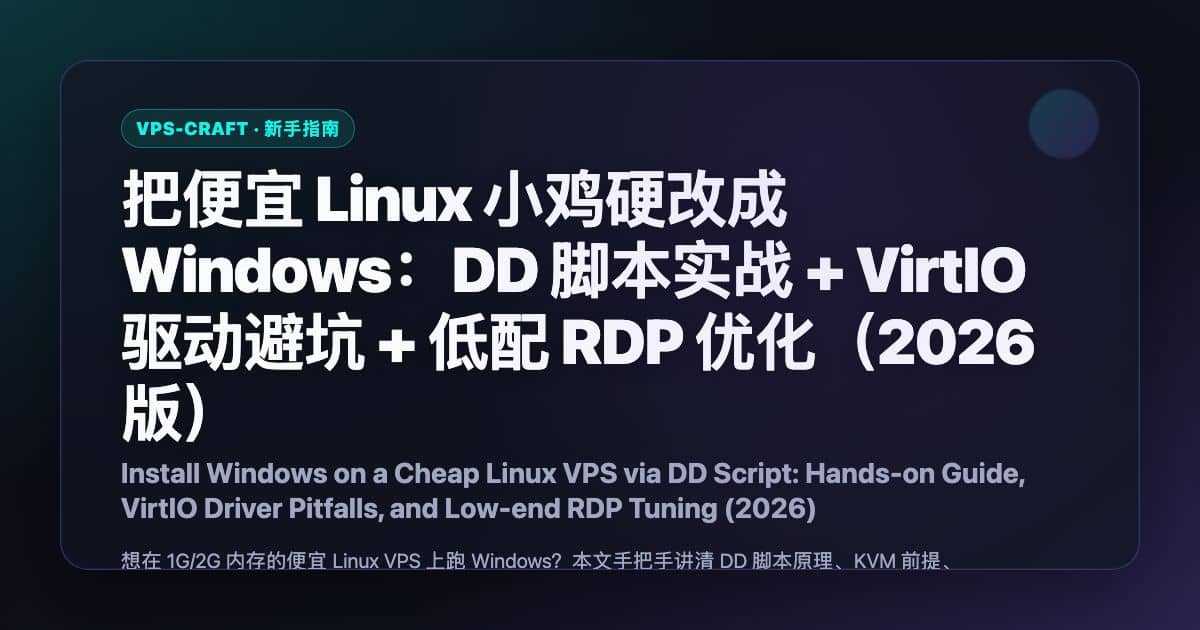 VPS-CRAFT · 新手指南
把便宜 Linux 小鸡硬改成
Windows：DD 脚本实战 + VirtIO
驱动避坑 + 低配 RDP 优化（2026
版）
Install Windows on a Cheap Linux VPS via DD Script: Hands-on Guide,
VirtIO Driver Pitfalls, and Low-end RDP Tuning (2026)
想在 1G/2G 内存的便宜 Linux VPS 上跑 Windows？本文手把手讲清 DD 脚本原理、KVM 前提、